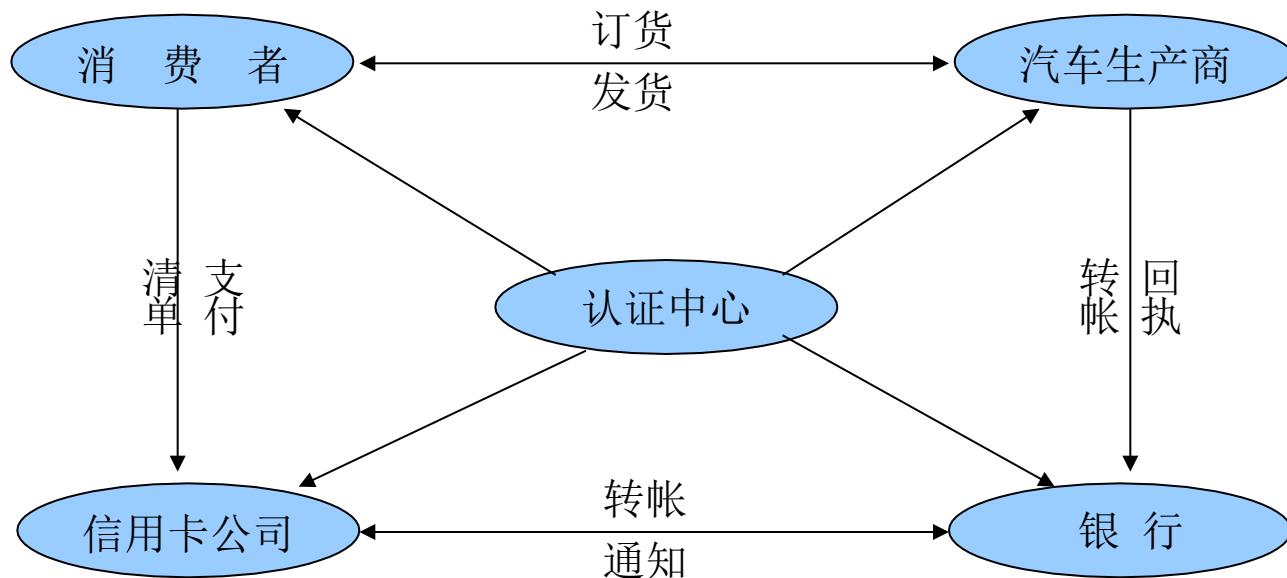 消 费 者
订货
发货
汽车生产商
清单
支付
认证中心
转帐
回执
信用卡公司
转帐
通知
银 行